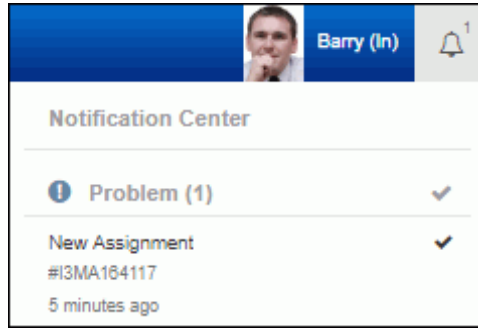 Barry (In)
1
Notification Center
Problem (1)
New Assignment
#I3MA164117
5 minutes ago